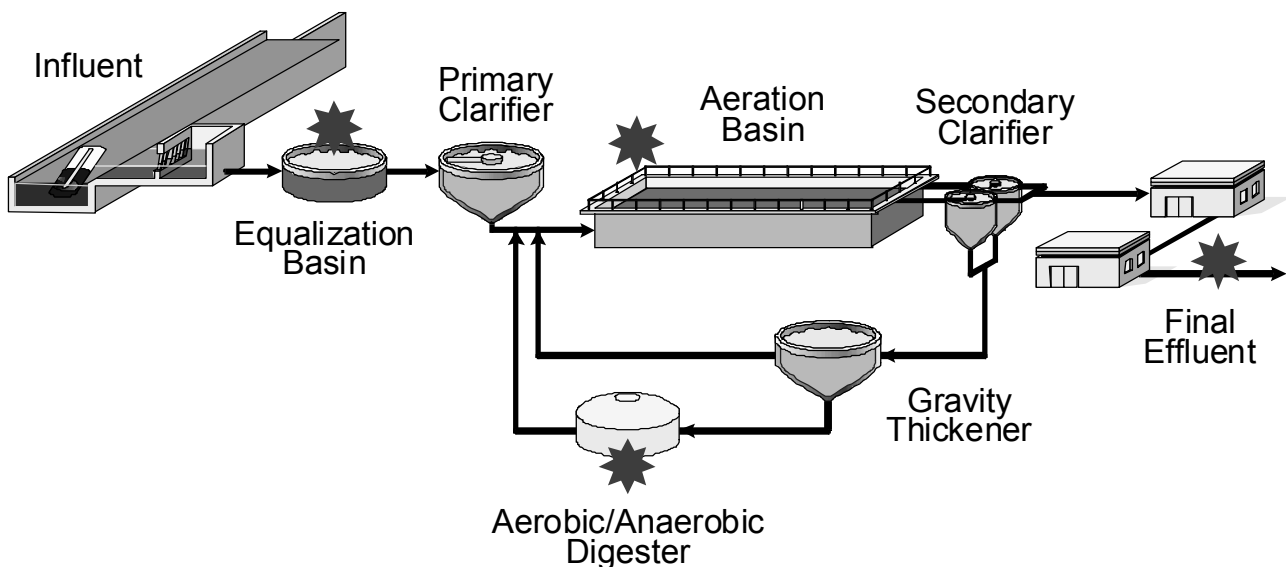 Influent
Primary
Clarifier
Aeration
Basin
Secondary
Clarifier
Equalization
Basin
Final
Effluent
Gravity
Thickener
Aerobic/Anaerobic
Digester